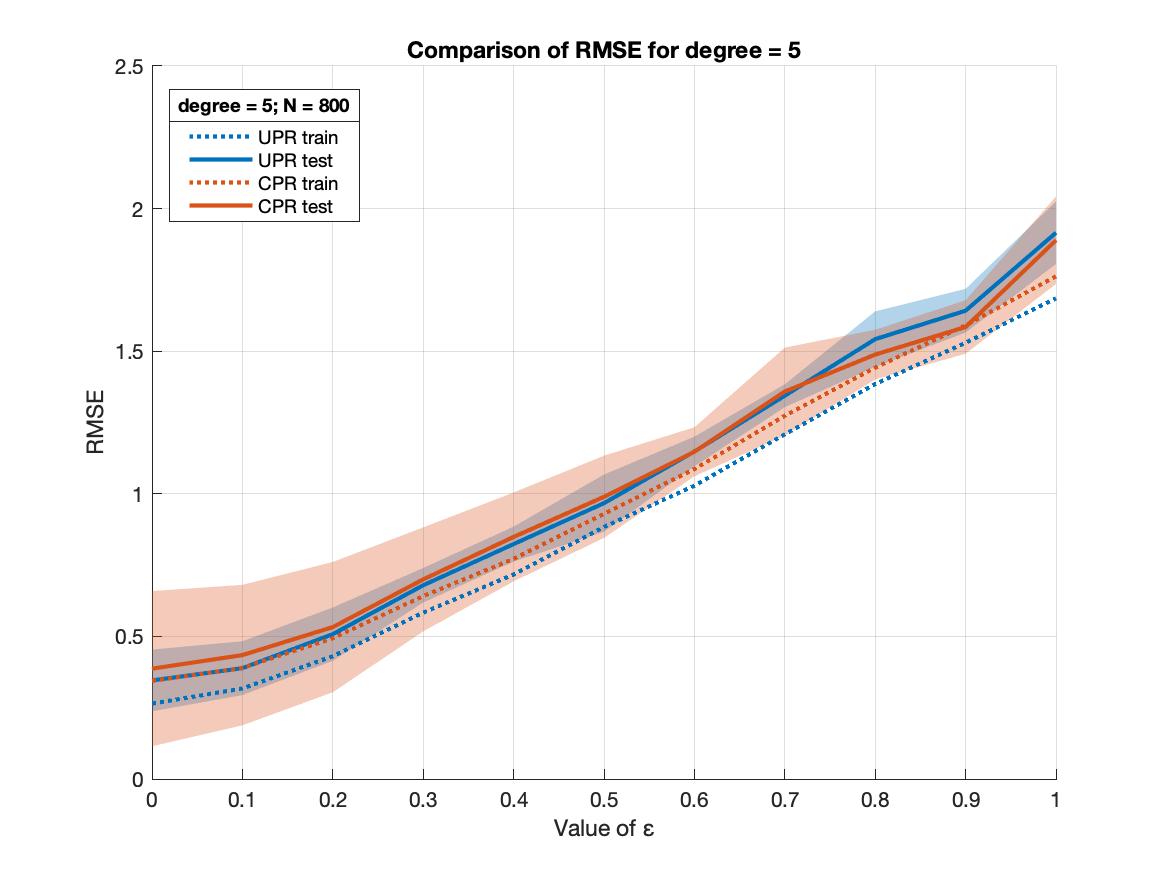 Comparison of RMSE for degree = 5
2.5
2
1.5
1
0.5
0
RMSE
degree = 5; N = 800
UPR train
UPR test
CPR train
CPR test
0 0.1 0.2 0.3 0.4 0.5 0.6 0.7 0.8 0.9 1
Value of ε